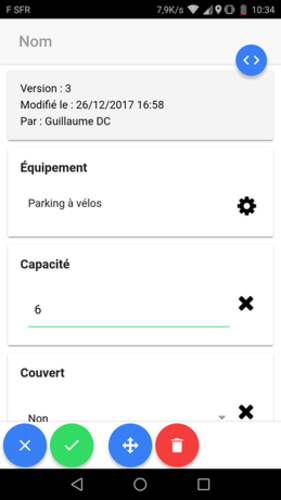 F SFR 7,9K/s 10:34
Nom
Version : 3
Modifié le : 26/12/2017 16:58
Par : Guillaume DC
Équipement
Parking à vélos
Capacité
6
Couvert
Non